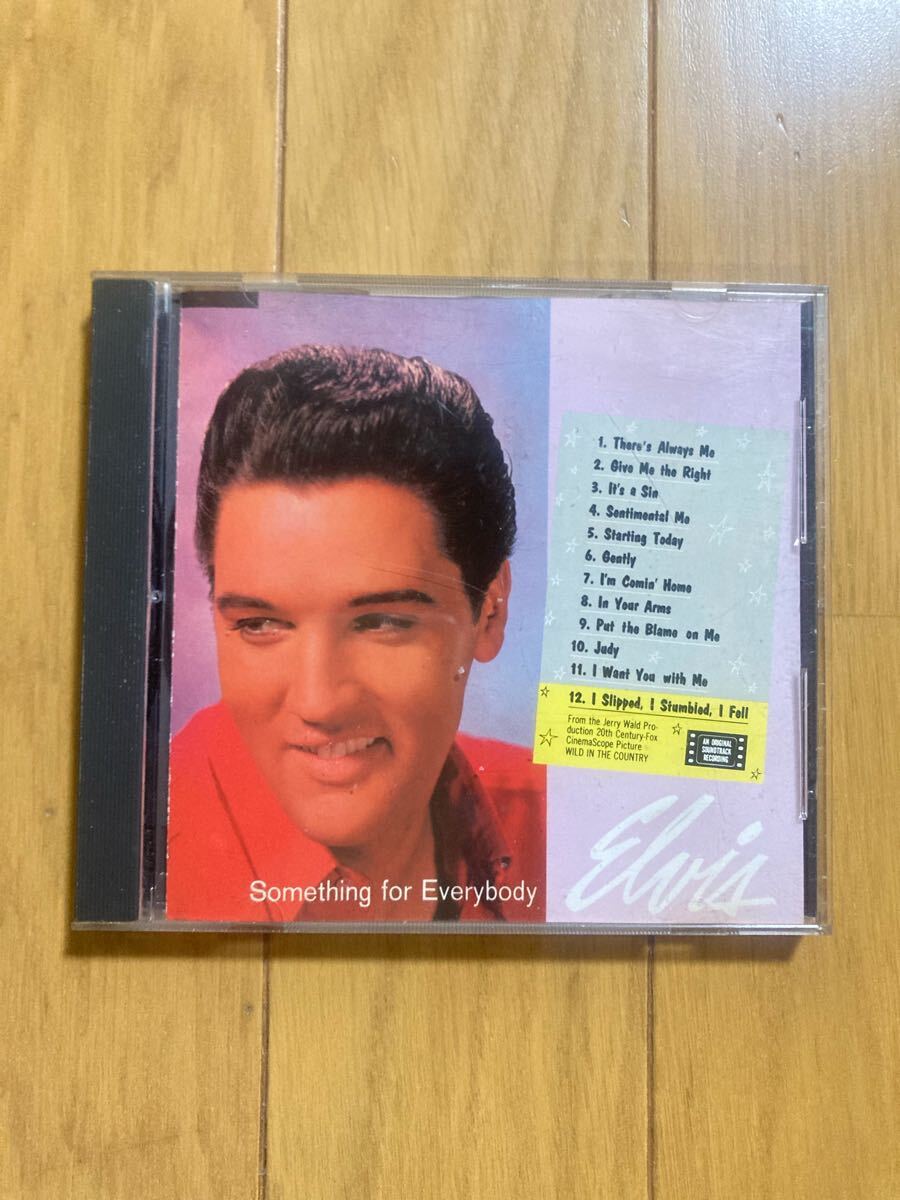 1. There's Always Me
2. Give Me the Right
3. It's a Sin
4. Sentimental Me
5. Starting Today
6. Gently
7. I'm Comin' Home
8. In Your Arms
9. Put the Blame on Me
10. Judy
11. I Want You with Me
12. I Slipped, I Stumbled, I Fell
From the Jerry Wald Pro-
duction 20th Century-Fox
CinemaScope Picture
WILD IN THE COUNTRY
AN ORIGINAL
SOUNDTRACK
RECORDING
Something for Everybody
Elvis